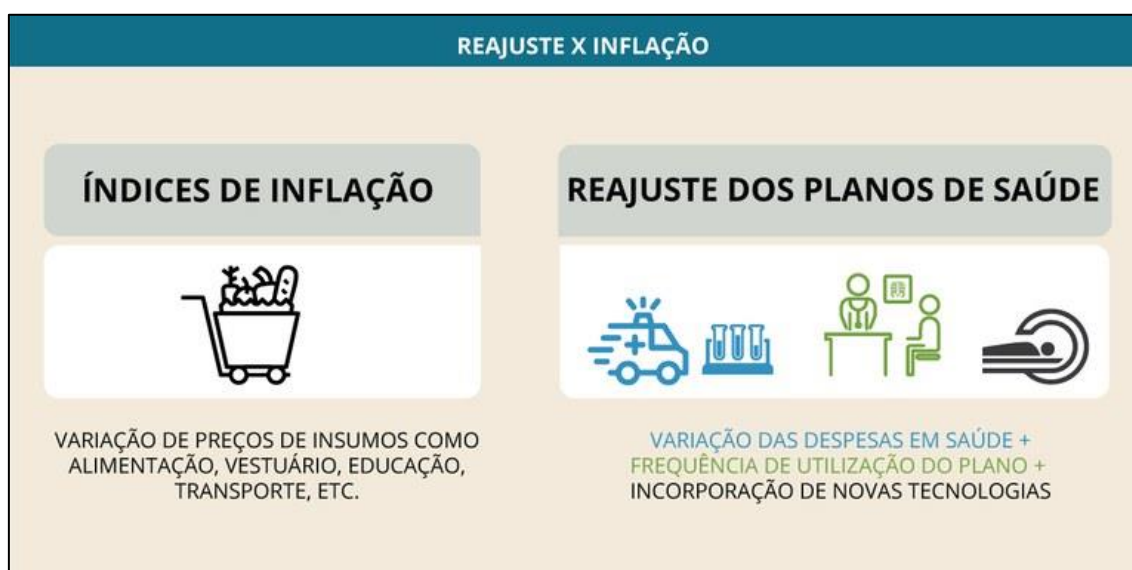 REAJUSTE X INFLAÇÃO
ÍNDICES DE INFLAÇÃO
VARIAÇÃO DE PREÇOS DE INSUMOS COMO
ALIMENTAÇÃO, VESTUÁRIO, EDUCAÇÃO,
TRANSPORTE, ETC.
REAJUSTE DOS PLANOS DE SAÚDE
VARIAÇÃO DAS DESPESAS EM SAÚDE +
FREQUÊNCIA DE UTILIZAÇÃO DO PLANO +
INCORPORAÇÃO DE NOVAS TECNOLOGIAS